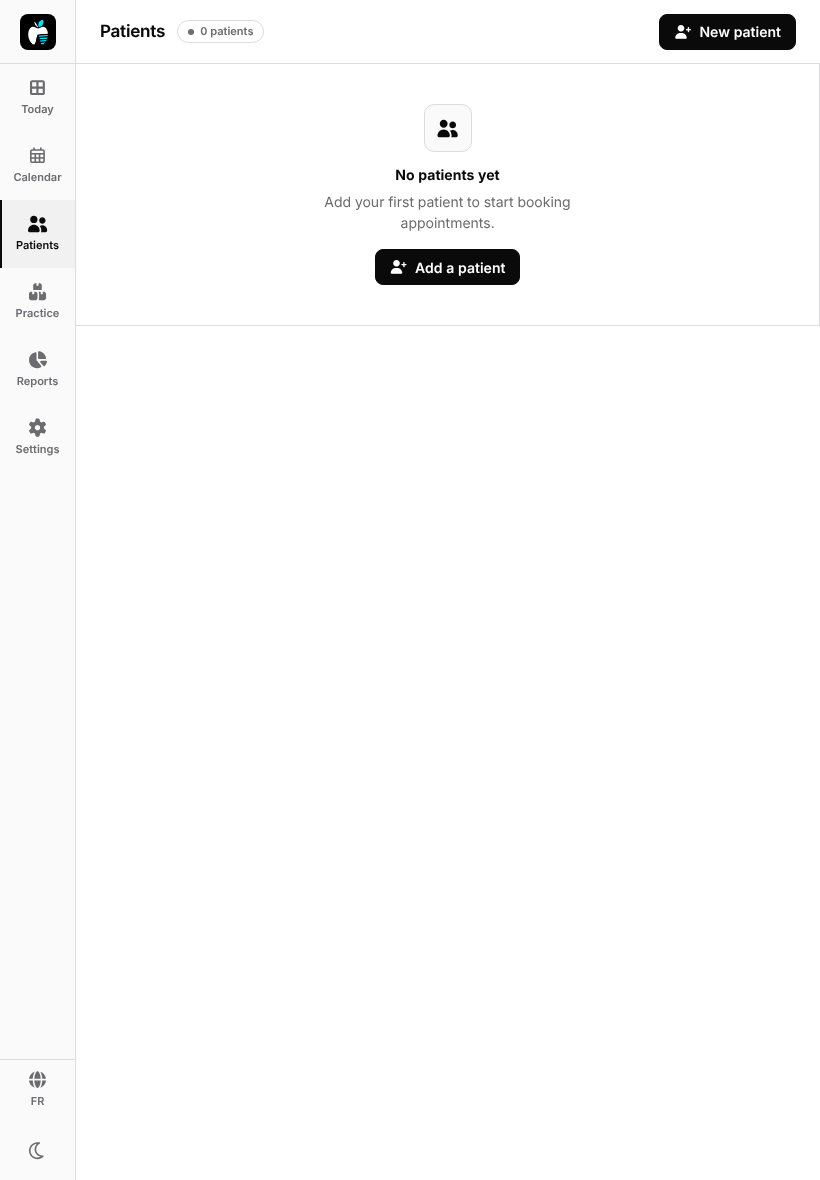 Patients
0 patients
New patient
Today
Calendar
Patients
Practice
Reports
Settings
No patients yet
Add your first patient to start booking
appointments.
Add a patient
FR